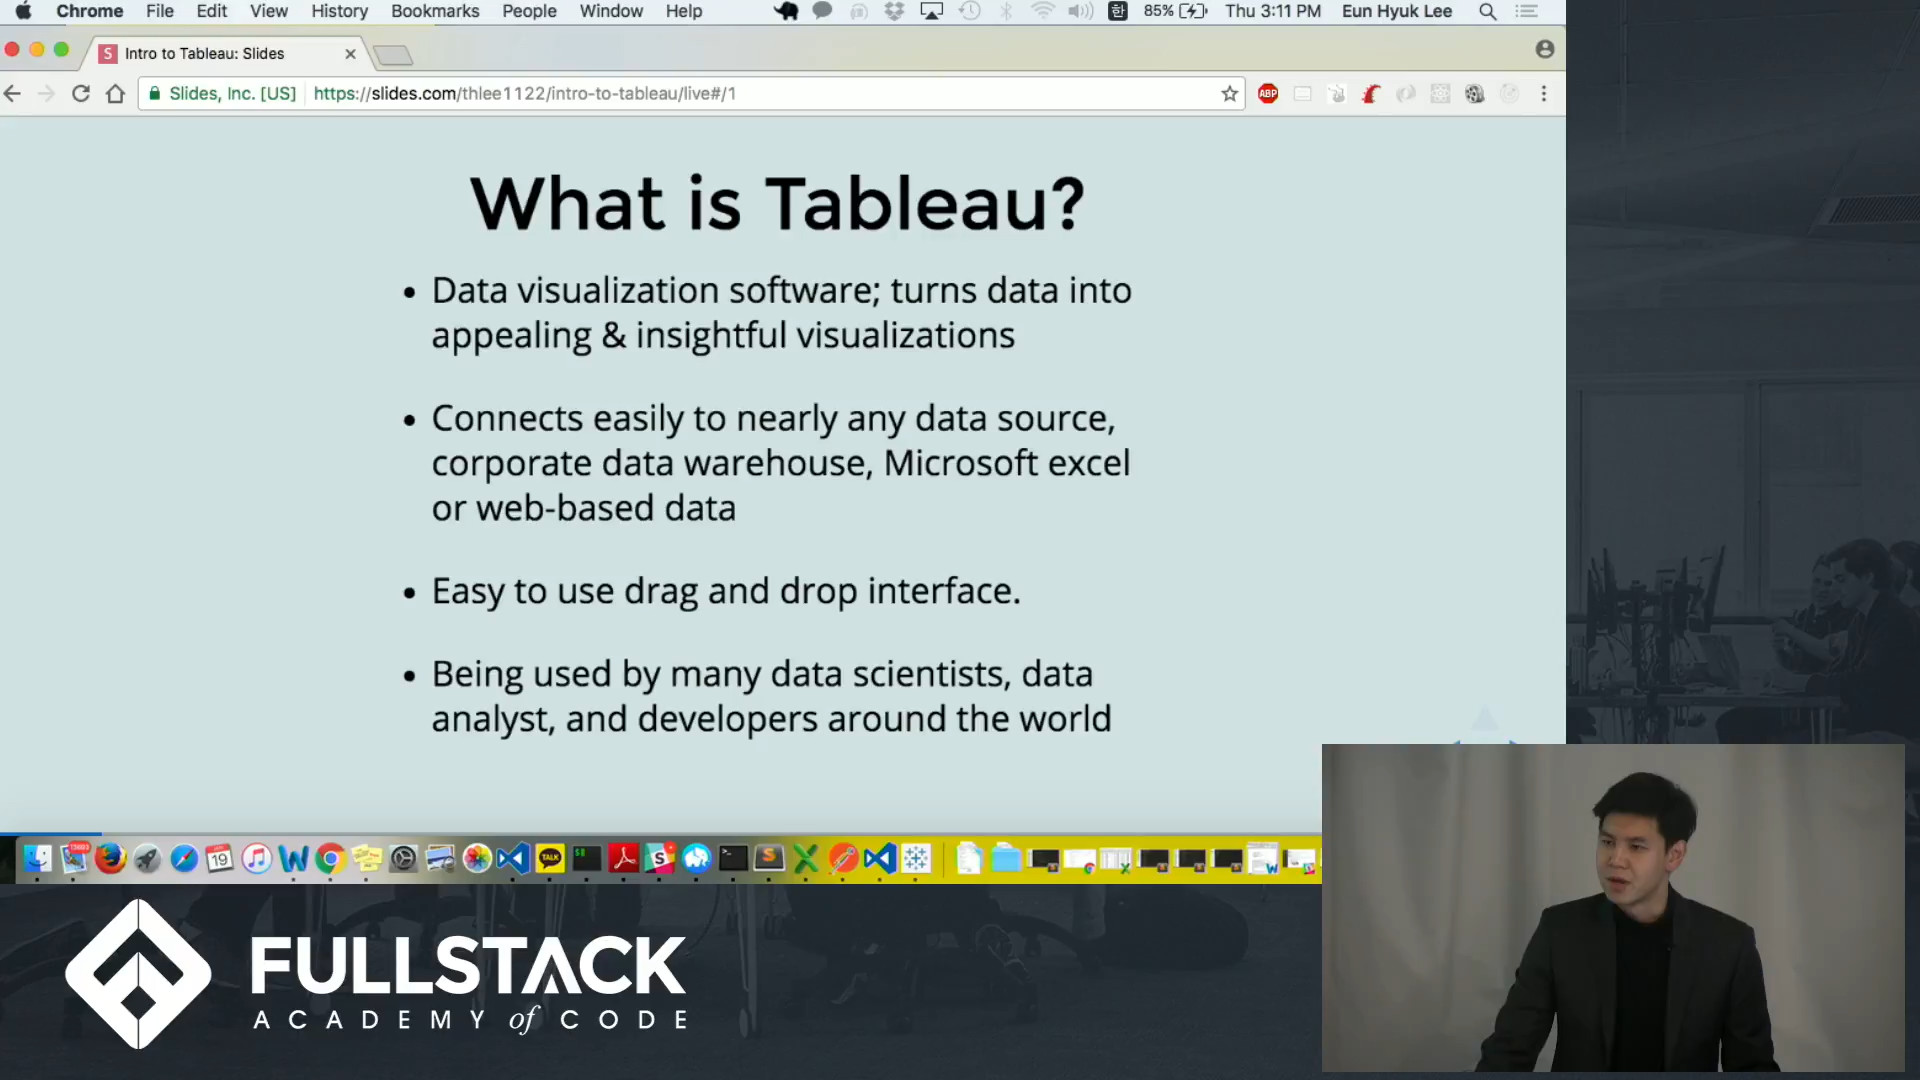 Chrome File Edit View History Bookmarks People Window Help 한 85% Thu 3:11 PM Eun Hyuk Lee
S Intro to Tableau: Slides
Slides, Inc. [US] https://slides.com/thlee1122/intro-to-tableau/live#/1 ABP
What is Tableau?
• Data visualization software; turns data into
appealing & insightful visualizations
• Connects easily to nearly any data source,
corporate data warehouse, Microsoft excel
or web-based data
• Easy to use drag and drop interface.
• Being used by many data scientists, data
analyst, and developers around the world
19 TALK
FULLSTACK
ACADEMY of CODE